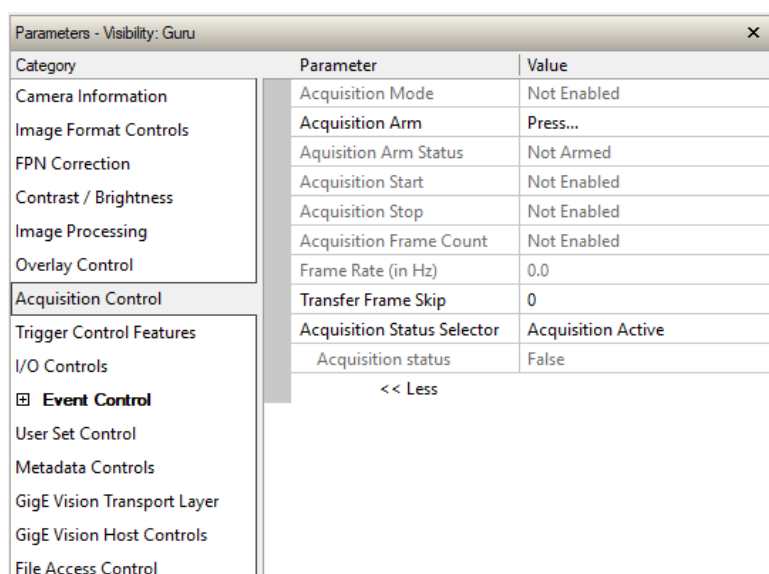 Parameters - Visibility: Guru ×
Category Parameter Value
Camera Information Acquisition Mode Not Enabled
Image Format Controls Acquisition Arm Press...
FPN Correction Aquisition Arm Status Not Armed
Contrast / Brightness Acquisition Start Not Enabled
Image Processing Acquisition Stop Not Enabled
Overlay Control Acquisition Frame Count Not Enabled
Acquisition Control Frame Rate (in Hz) 0.0
Trigger Control Features Transfer Frame Skip 0
I/O Controls Acquisition Status Selector Acquisition Active
Event Control Acquisition status False
User Set Control << Less
Metadata Controls
GigE Vision Transport Layer
GigE Vision Host Controls
File Access Control